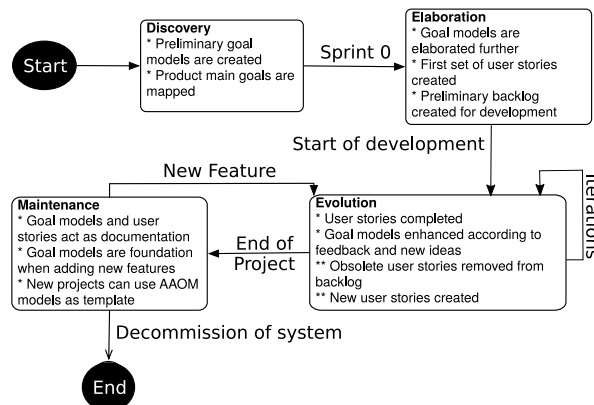 Start
Discovery
* Preliminary goal
models are created
* Product main goals are
mapped
Sprint 0
Elaboration
* Goal models are
elaborated further
* First set of user stories
created
* Preliminary backlog
created for development
Start of development
New Feature
Maintenance
* Goal models and user
stories act as documentation
* Goal models are foundation
when adding new features
* New projects can use AAOM
models as template
End of
Project
Evolution
* User stories completed
* Goal models enhanced according to
feedback and new ideas
** Obsolete user stories removed from
backlog
** New user stories created
Iterations
Decommission of system
End